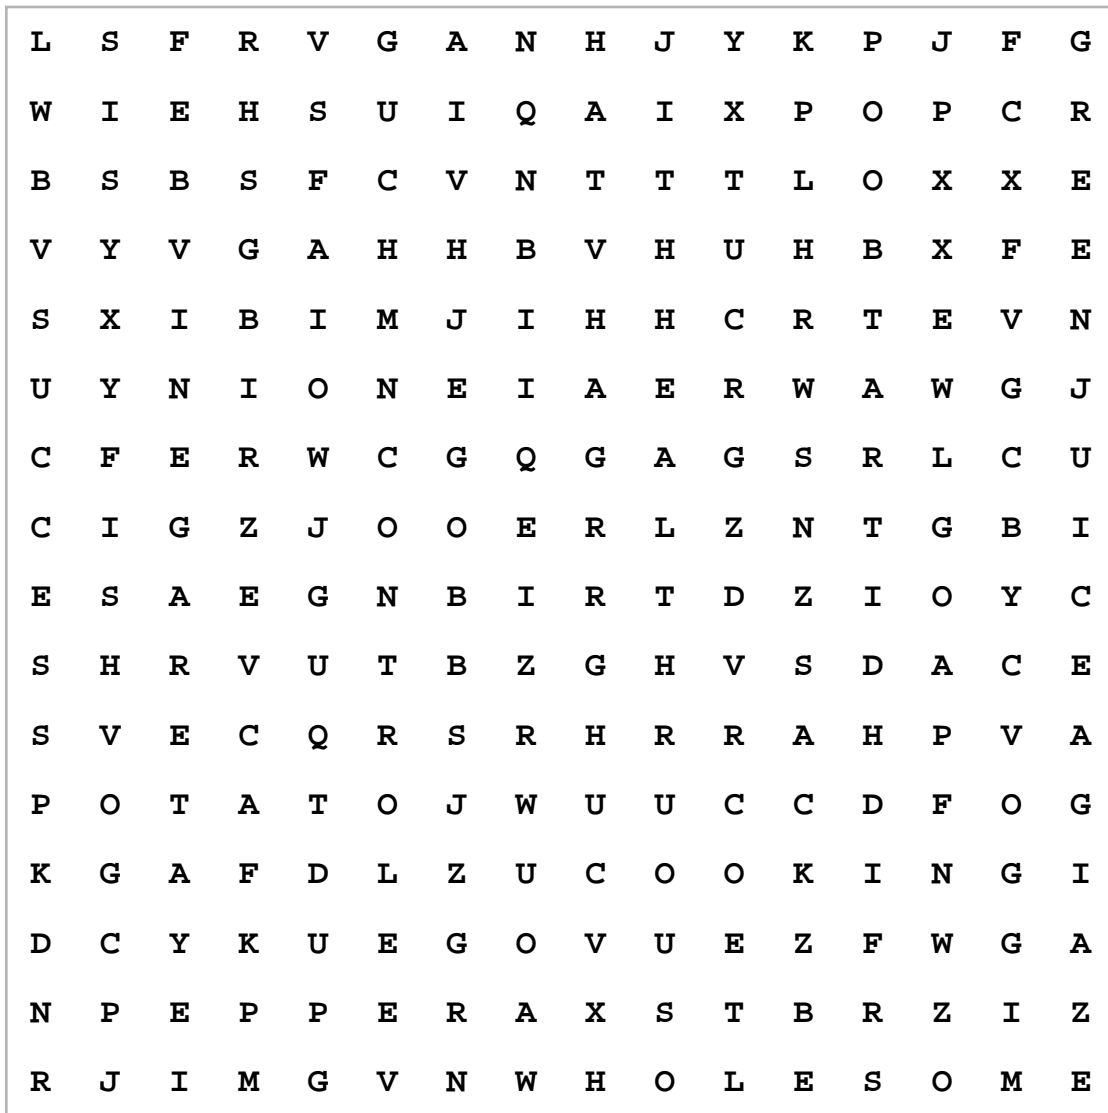 L S F R V G A N H J Y K P J F G
W I E H S U I Q A I X P O P C R
B S B S F C V N T T T L O X X E
V Y V G A H H B V H U H B X F E
S X I B I M J I H H C R T E V N
U Y N I O N E I A E R W A W G J
C F E R W C G Q G A G S R L C U
C I G Z J O O E R L Z N T G B I
E S A E G N B I R T D Z I O Y C
S H R V U T B Z G H V S D A C E
S V E C Q R S R H R R A H P V A
P O T A T O J W U U C C D F O G
K G A F D L Z U C O O K I N G I
D C Y K U E G O V U E Z F W G A
N P E P P E R A X S T B R Z I Z
R J I M G V N W H O L E S O M E